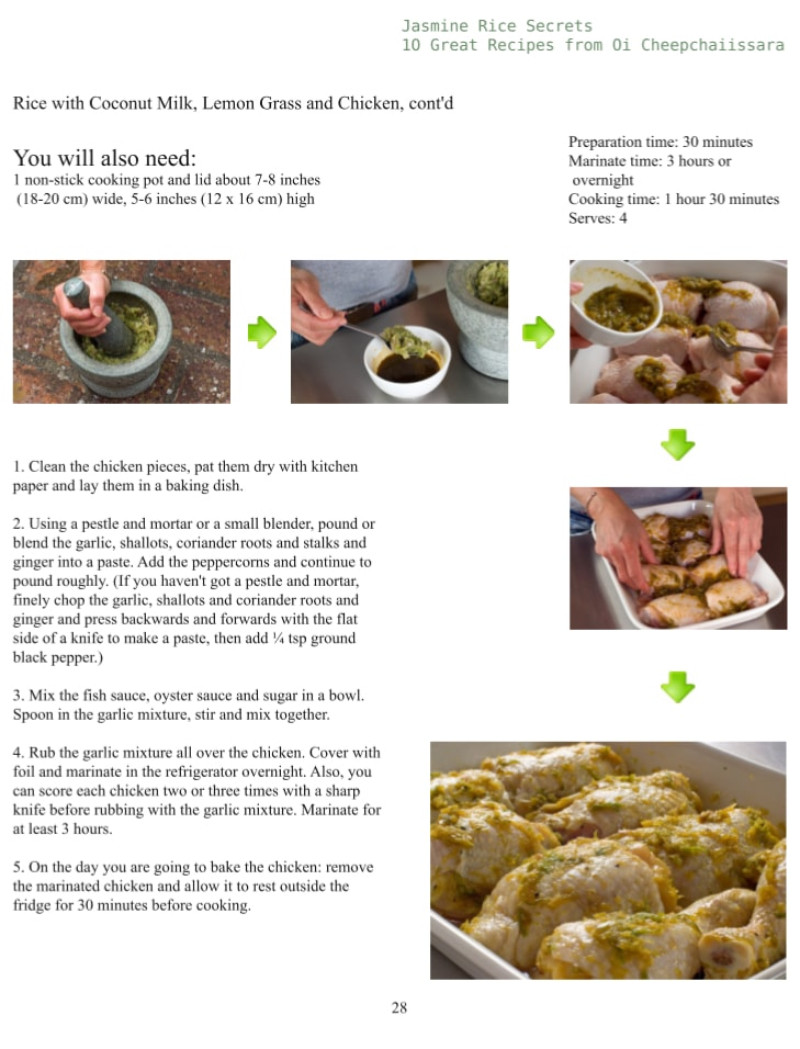 Jasmine Rice Secrets
10 Great Recipes from Oi Cheepchaiissara
Rice with Coconut Milk, Lemon Grass and Chicken, cont'd
You will also need:
1 non-stick cooking pot and lid about 7-8 inches
(18-20 cm) wide, 5-6 inches (12 x 16 cm) high
Preparation time: 30 minutes
Marinate time: 3 hours or
overnight
Cooking time: 1 hour 30 minutes
Serves: 4
1. Clean the chicken pieces, pat them dry with kitchen
paper and lay them in a baking dish.
2. Using a pestle and mortar or a small blender, pound or
blend the garlic, shallots, coriander roots and stalks and
ginger into a paste. Add the peppercorns and continue to
pound roughly. (If you haven't got a pestle and mortar,
finely chop the garlic, shallots and coriander roots and
ginger and press backwards and forwards with the flat
side of a knife to make a paste, then add ¼ tsp ground
black pepper.)
3. Mix the fish sauce, oyster sauce and sugar in a bowl.
Spoon in the garlic mixture, stir and mix together.
4. Rub the garlic mixture all over the chicken. Cover with
foil and marinate in the refrigerator overnight. Also, you
can score each chicken two or three times with a sharp
knife before rubbing with the garlic mixture. Marinate for
at least 3 hours.
5. On the day you are going to bake the chicken: remove
the marinated chicken and allow it to rest outside the
fridge for 30 minutes before cooking.
28